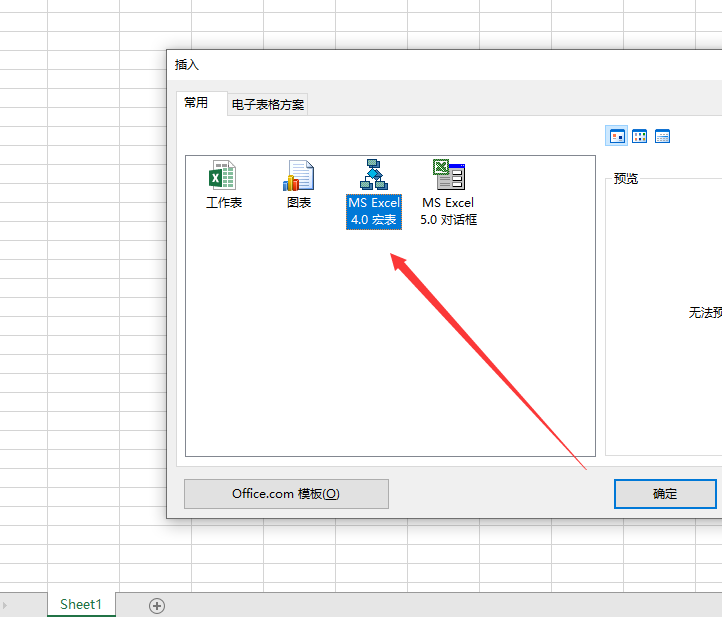 插入
常用
电子表格方案
工作表
图表
MS Excel
4.0 宏表
MS Excel
5.0 对话框
预览
无法预
Office.com 模板(O)
确定
Sheet1